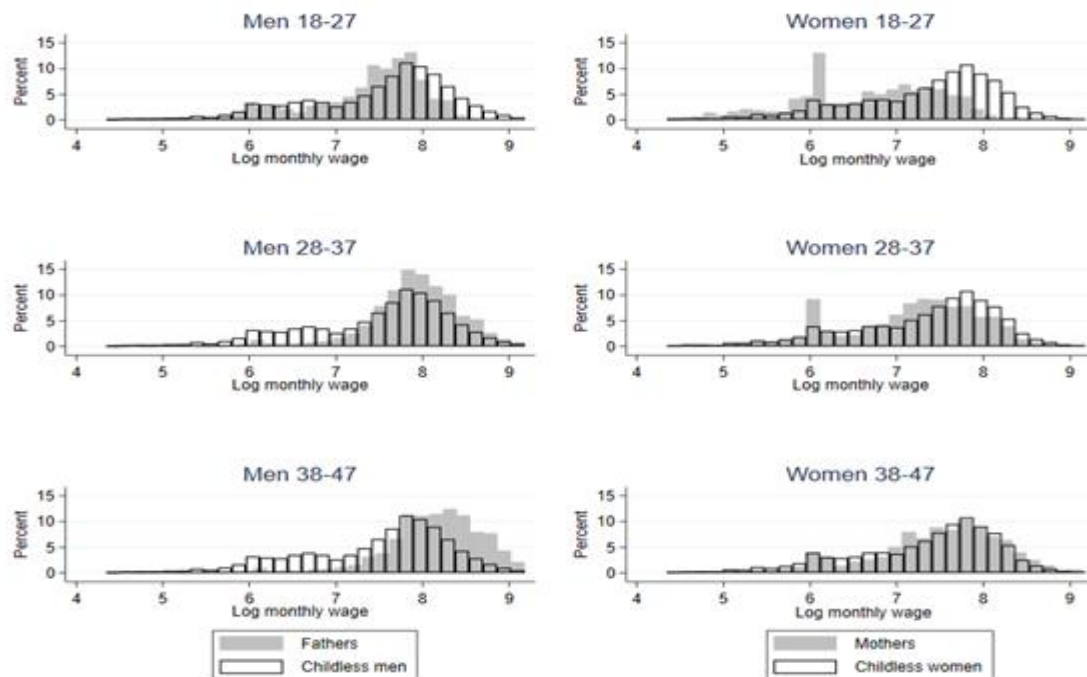 Men 18-27
Percent
15
10
5
0
4 5 6 7 8 9
Log monthly wage
Women 18-27
Percent
15
10
5
0
4 5 6 7 8 9
Log monthly wage
Men 28-37
Percent
15
10
5
0
4 5 6 7 8 9
Log monthly wage
Women 28-37
Percent
15
10
5
0
4 5 6 7 8 9
Log monthly wage
Men 38-47
Percent
15
10
5
0
4 5 6 7 8 9
Log monthly wage
Women 38-47
Percent
15
10
5
0
4 5 6 7 8 9
Log monthly wage
Fathers
Childless men
Mothers
Childless women